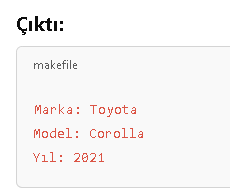 Çıktı:
makefile
Marka: Toyota
Model: Corolla
Yıl: 2021